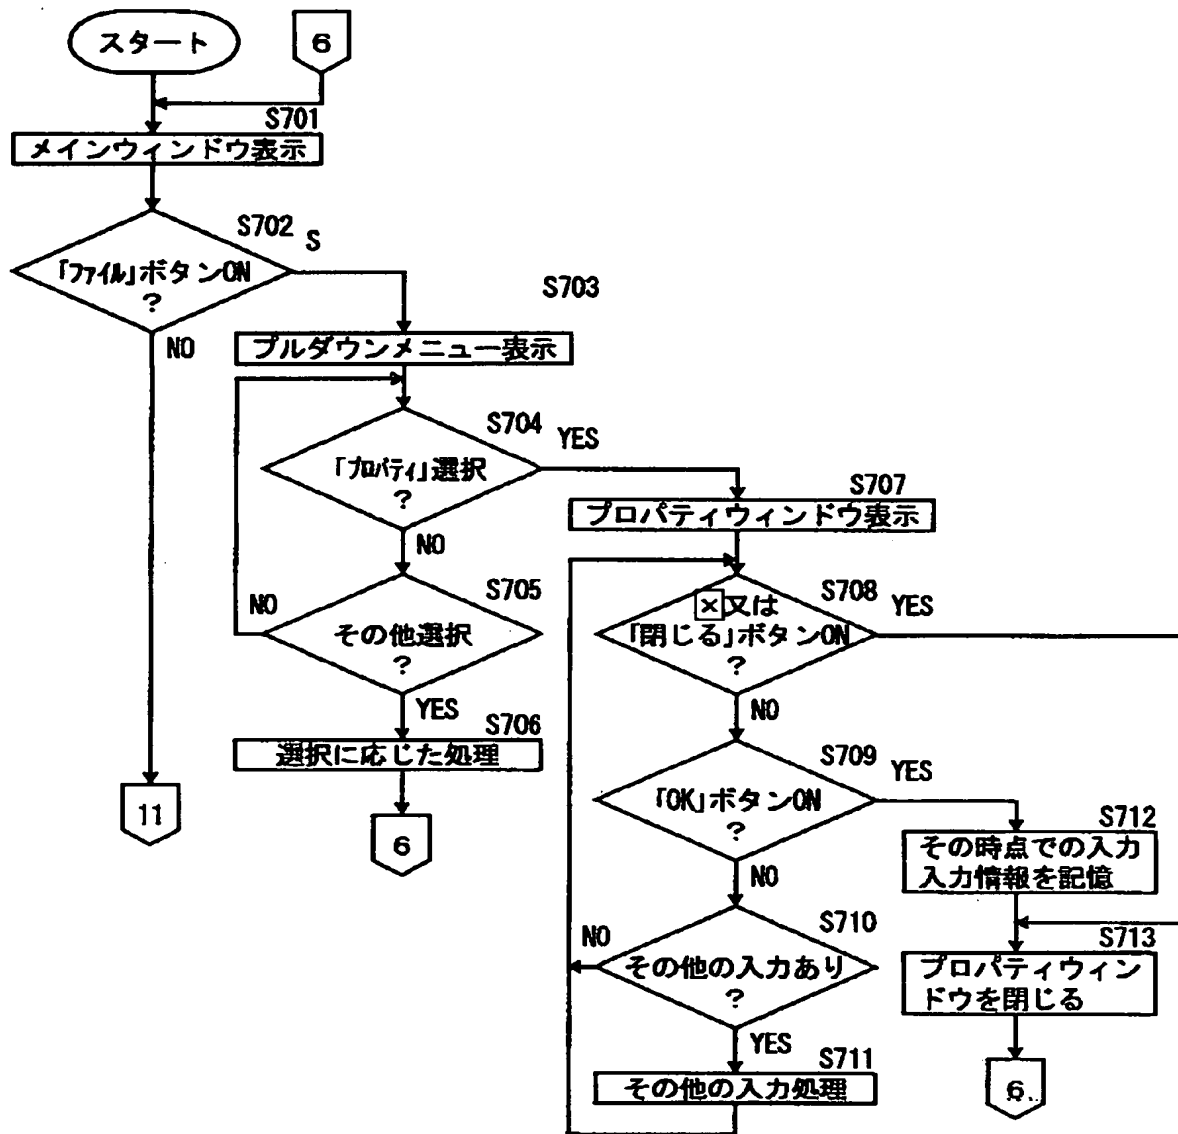 スタート
6
S701
メインウィンドウ表示
S702
S
「ファイル」ボタンON
?
NO
S703
プルダウンメニュー表示
S704
YES
「プロパティ」選択
?
NO
S705
NO
その他選択
?
YES
S706
選択に応じた処理
11
6
S707
プロパティウィンドウ表示
S708
YES
×又は
「閉じる」ボタンON
?
NO
S709
YES
「OK」ボタンON
?
NO
S712
その時点での入力
入力情報を記憶
S710
NO
その他の入力あり
?
YES
S713
プロパティウィン
ドウを閉じる
S711
その他の入力処理
6